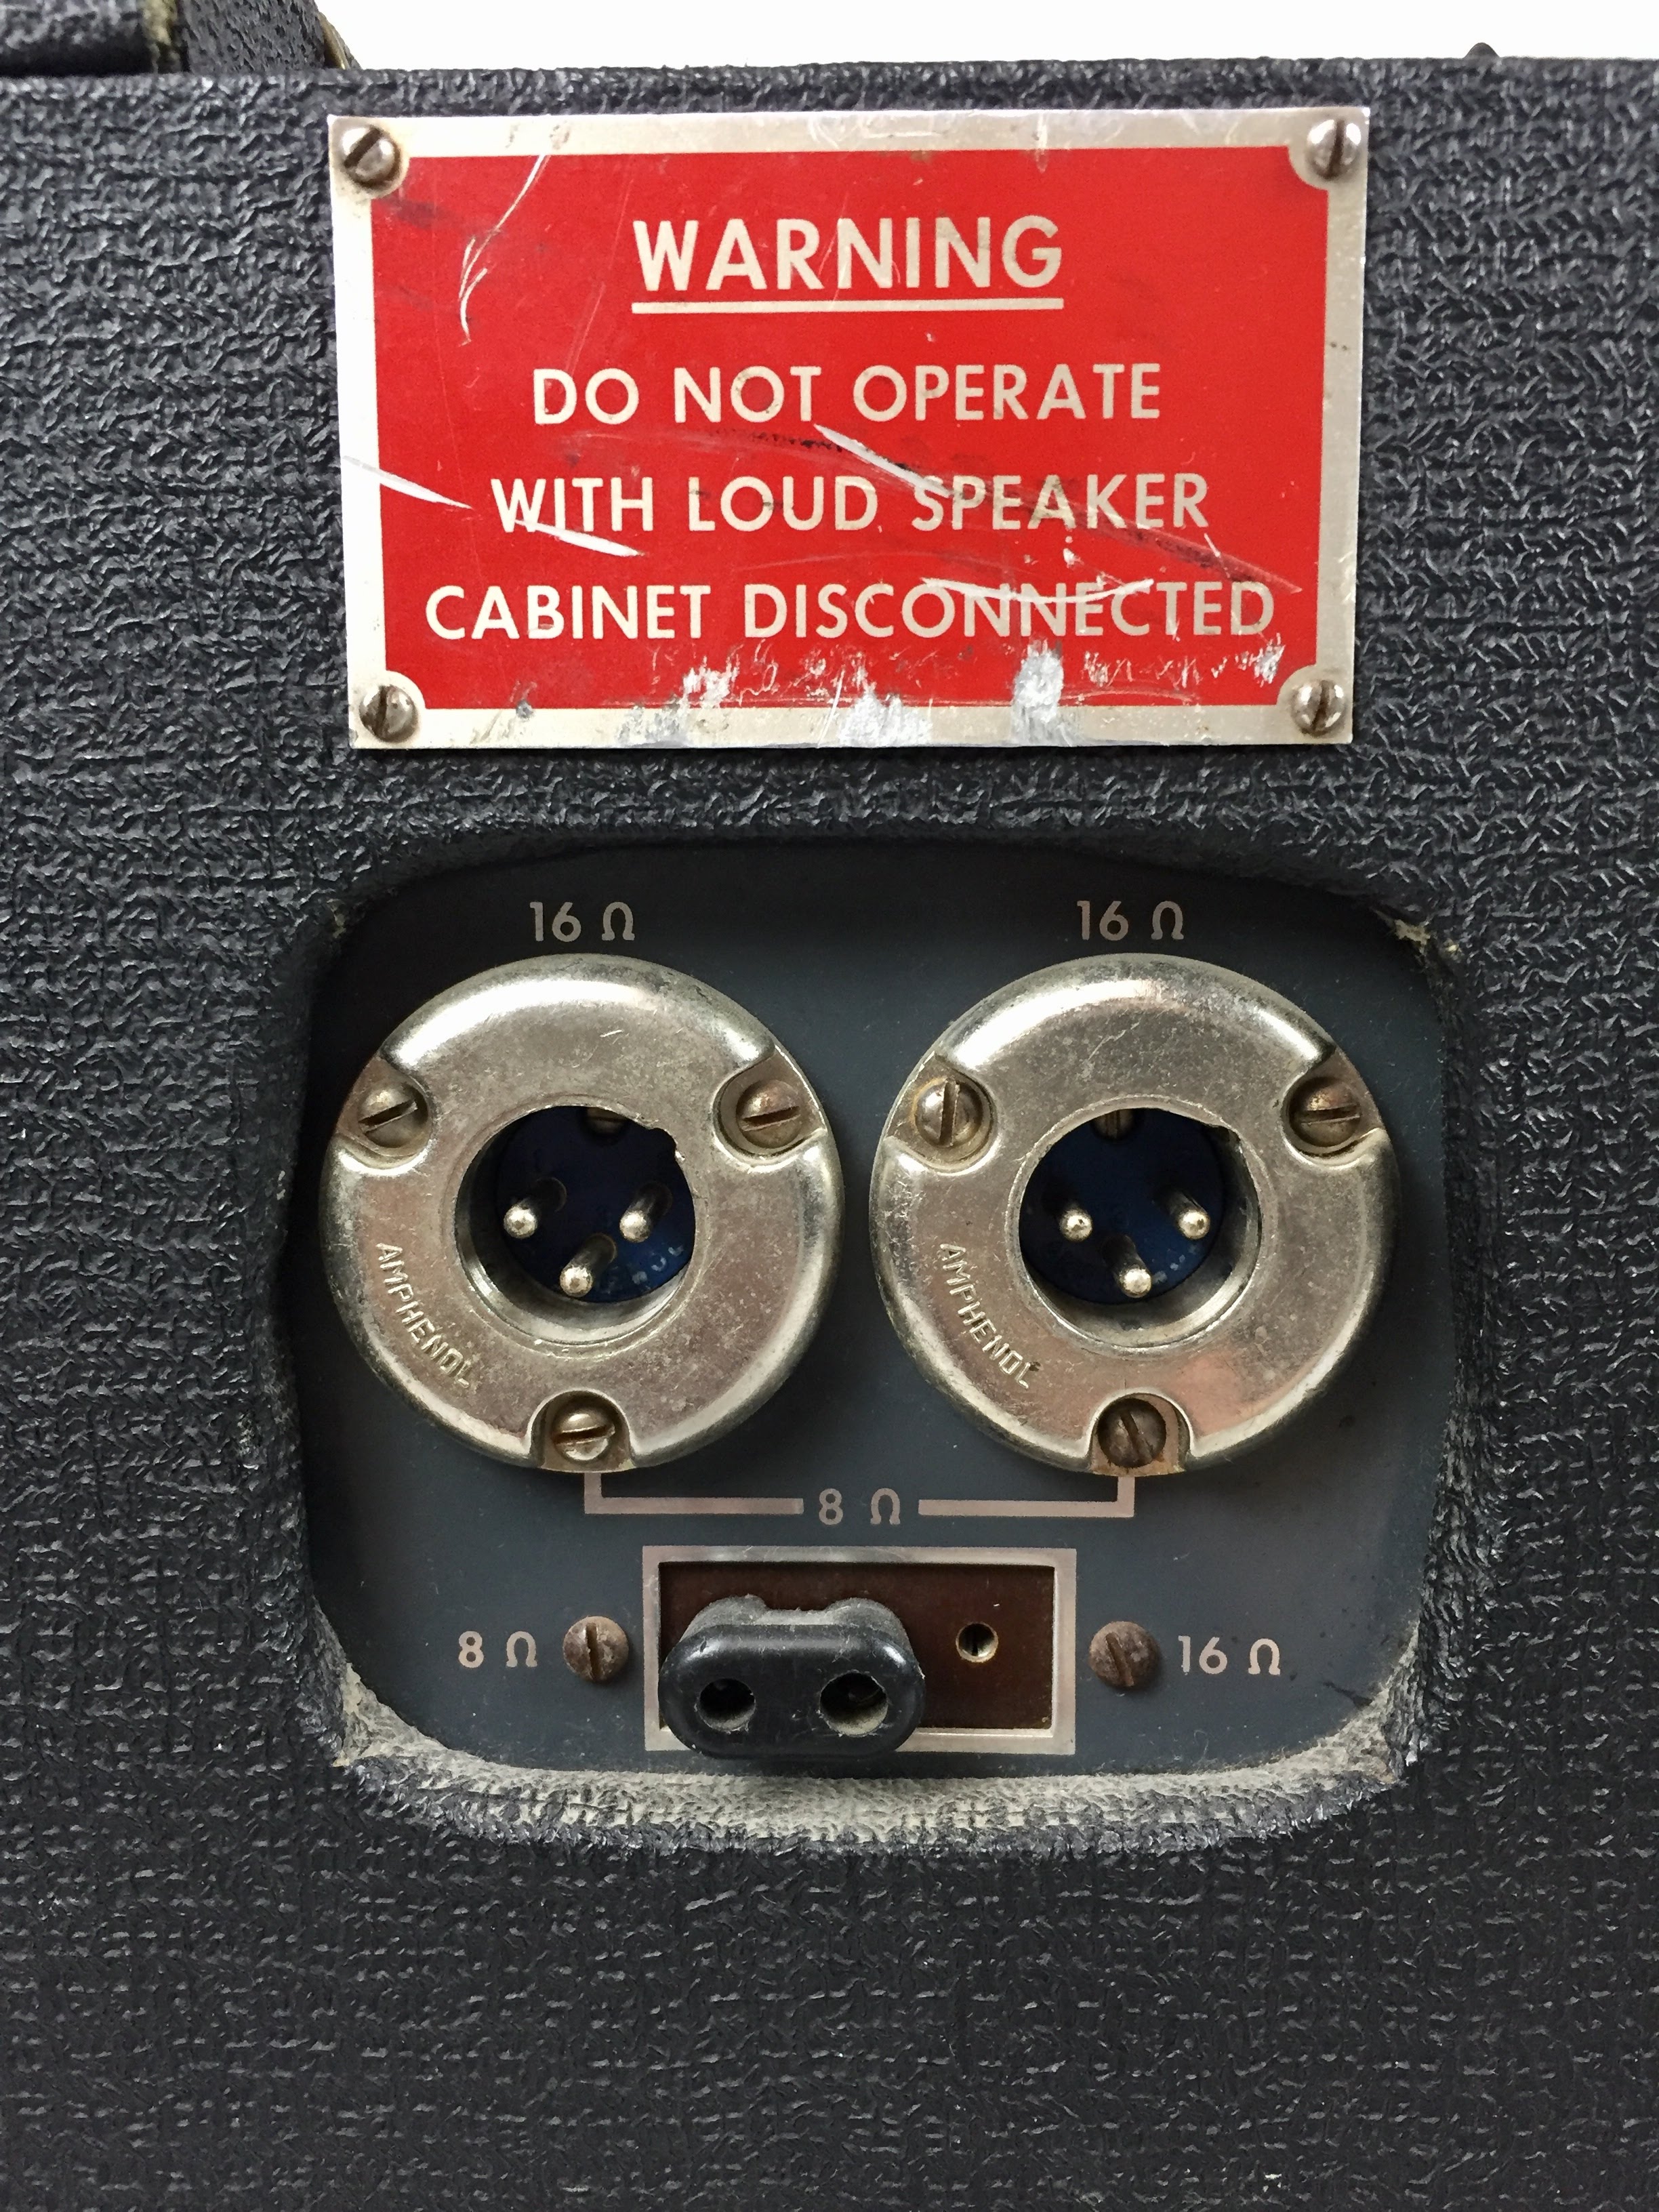 WARNING
DO NOT OPERATE
WITH LOUD SPEAKER
CABINET DISCONNECTED
16 Ω 16 Ω
AMPHENOL AMPHENOL
8 Ω
8 Ω 16 Ω